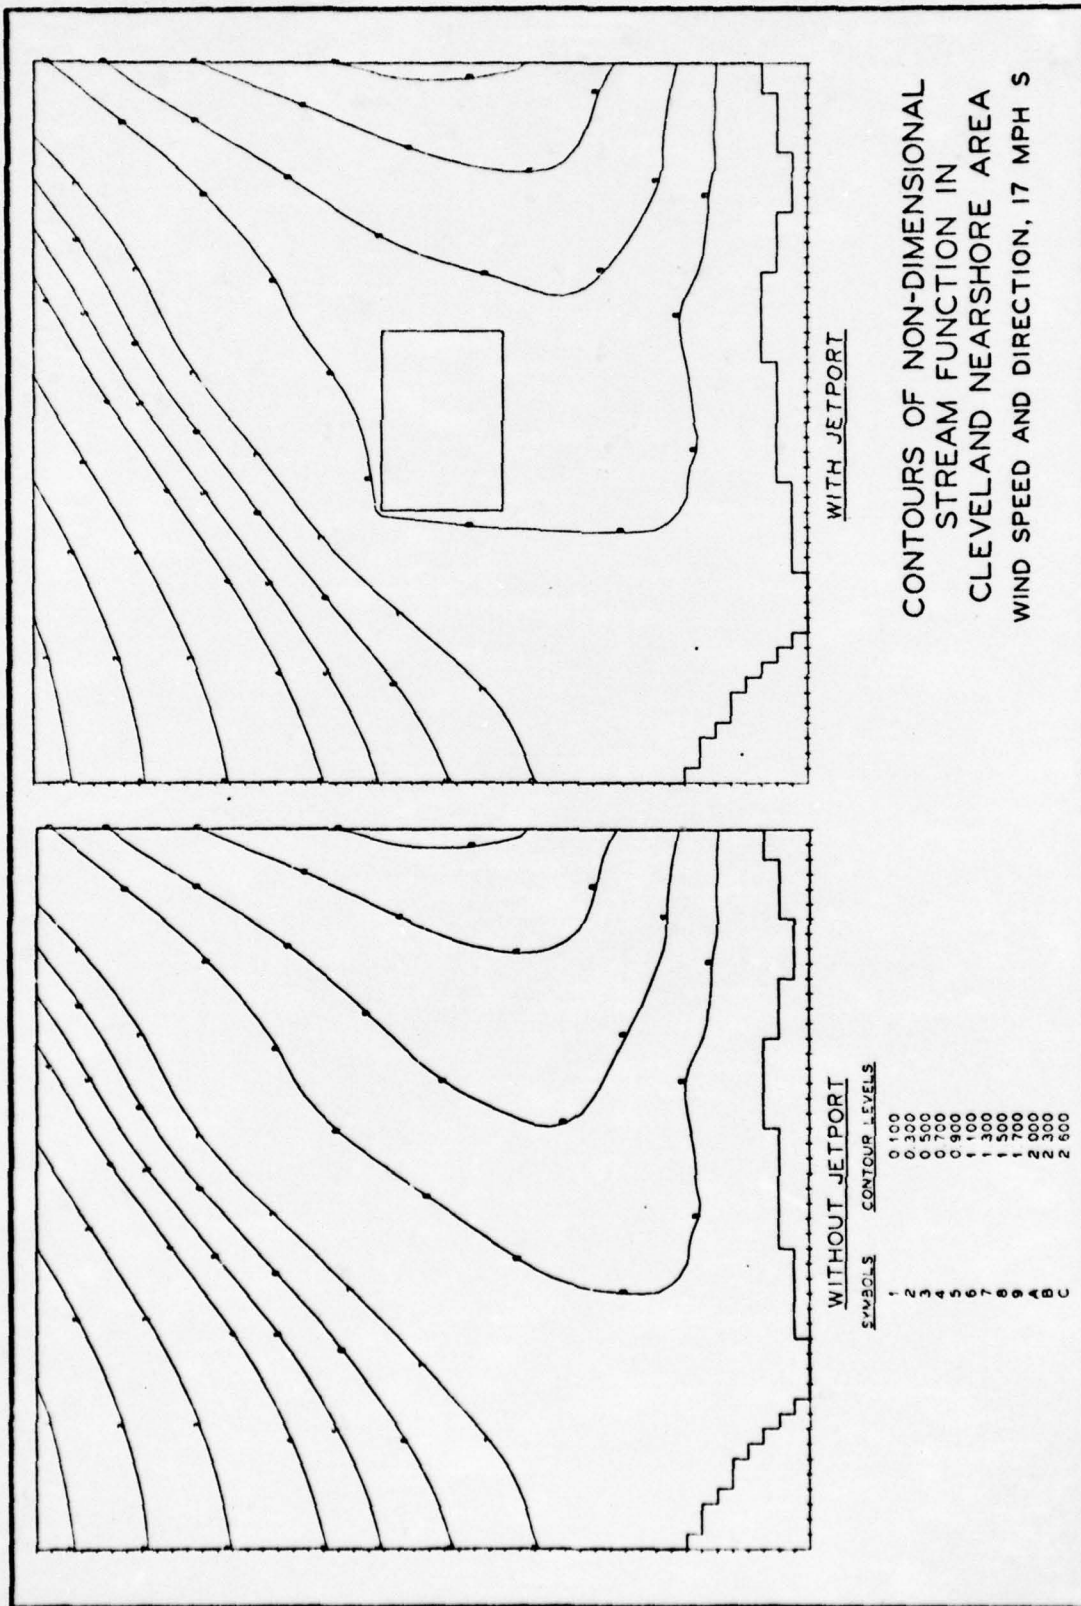 WITHOUT JETPORT
SYMBOLS CONTOUR LEVELS
1 0.100
2 0.300
3 0.500
4 0.700
5 0.900
6 1.100
7 1.300
8 1.500
9 1.700
A 2.000
B 2.300
C 2.600
WITH JETPORT
CONTOURS OF NON-DIMENSIONAL
STREAM FUNCTION IN
CLEVELAND NEARSHORE AREA
WIND SPEED AND DIRECTION, 17 MPH S